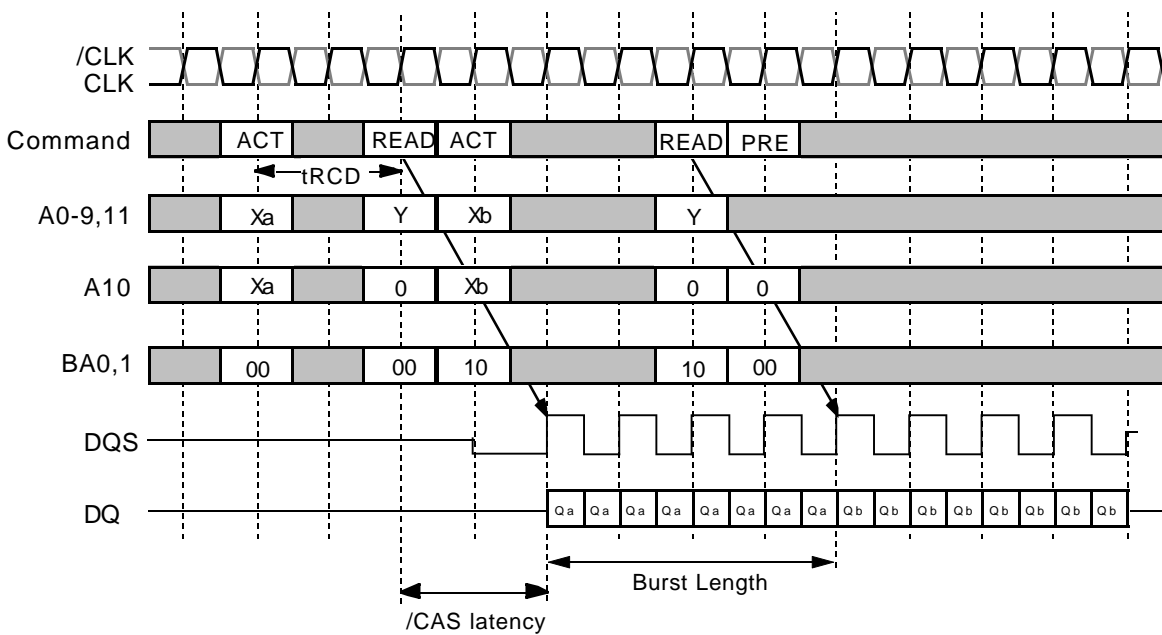 /CLK
CLK
Command ACT READ ACT READ PRE
tRCD
A0-9,11 Xa Y Xb Y
A10 Xa 0 Xb 0 0
BA0,1 00 00 10 10 00
DQS
DQ Qa Qa Qa Qa Qa Qa Qa Qa Qb Qb Qb Qb Qb Qb Qb Qb
Burst Length
/CAS latency